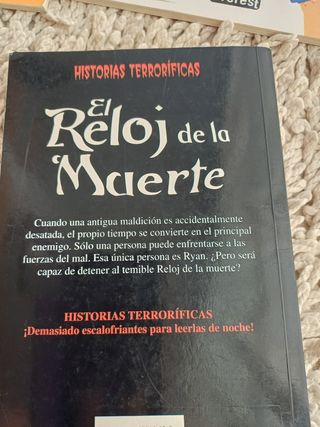 HISTORIAS TERRORÍFICAS
El
Reloj de la
Muerte
Cuando una antigua maldición es accidentalmente
desatada, el propio tiempo se convierte en el principal
enemigo. Sólo una persona puede enfrentarse a las
fuerzas del mal. Esa única persona es Ryan. ¿Pero será
capaz de detener al temible Reloj de la muerte?
HISTORIAS TERRORÍFICAS
¡Demasiado escalofriantes para leerlas de noche!